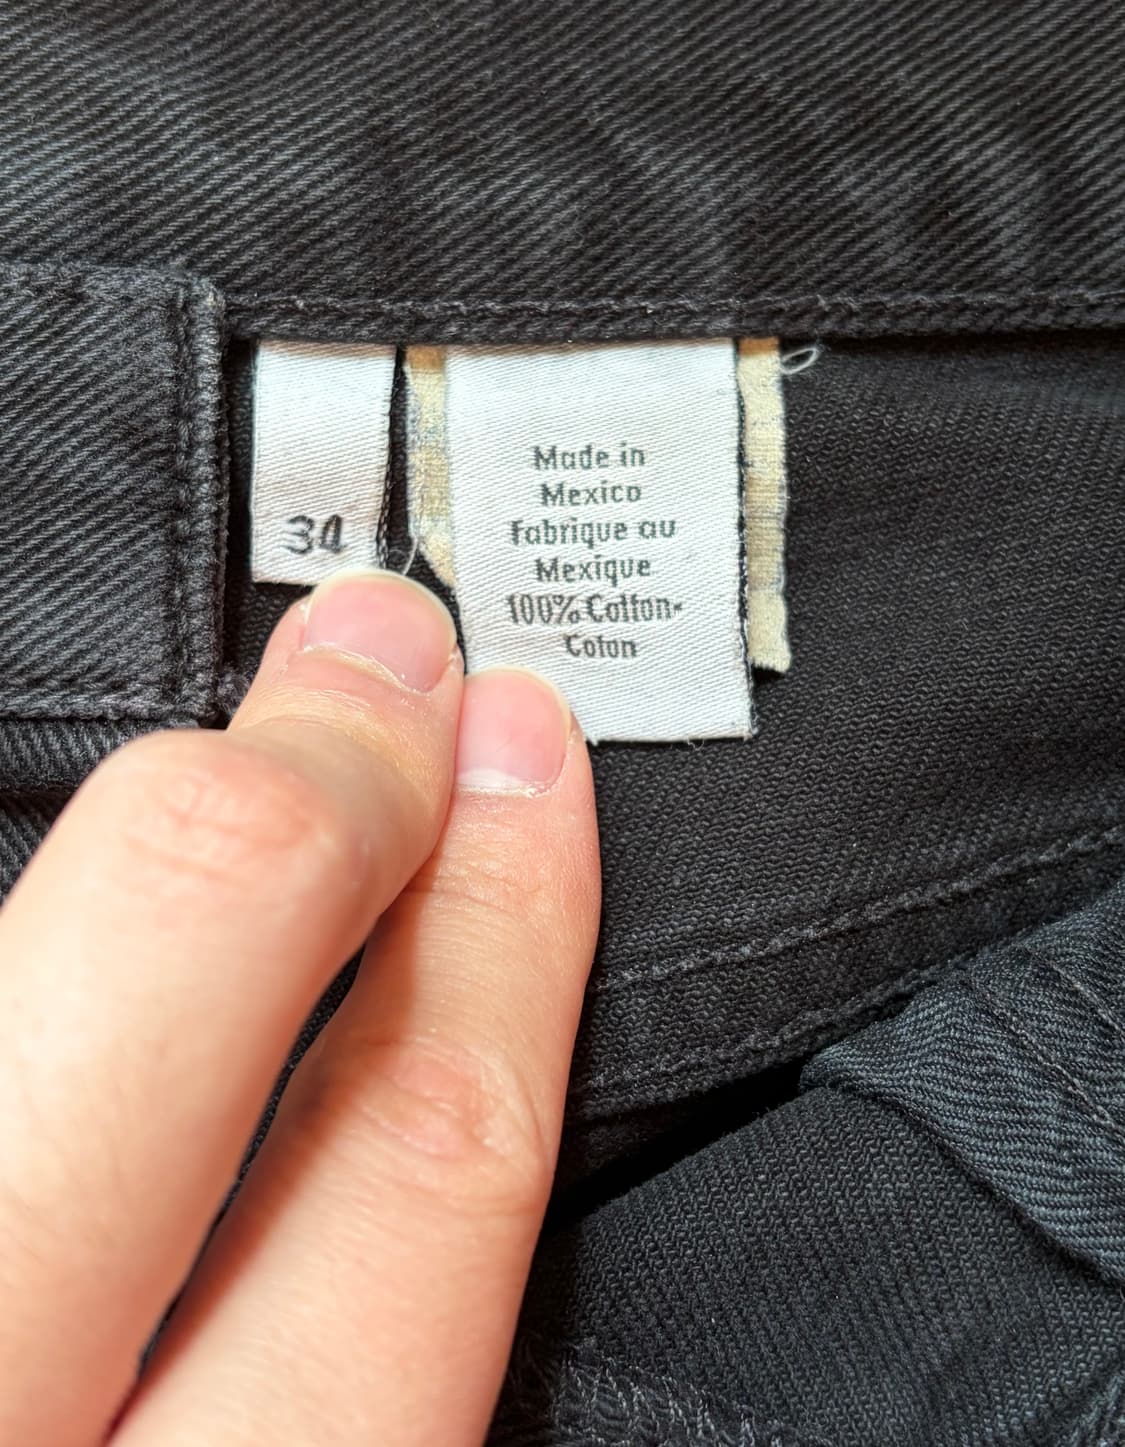 34
Made in
Mexico
Fabrique au
Mexique
100% Cotton-
Coton